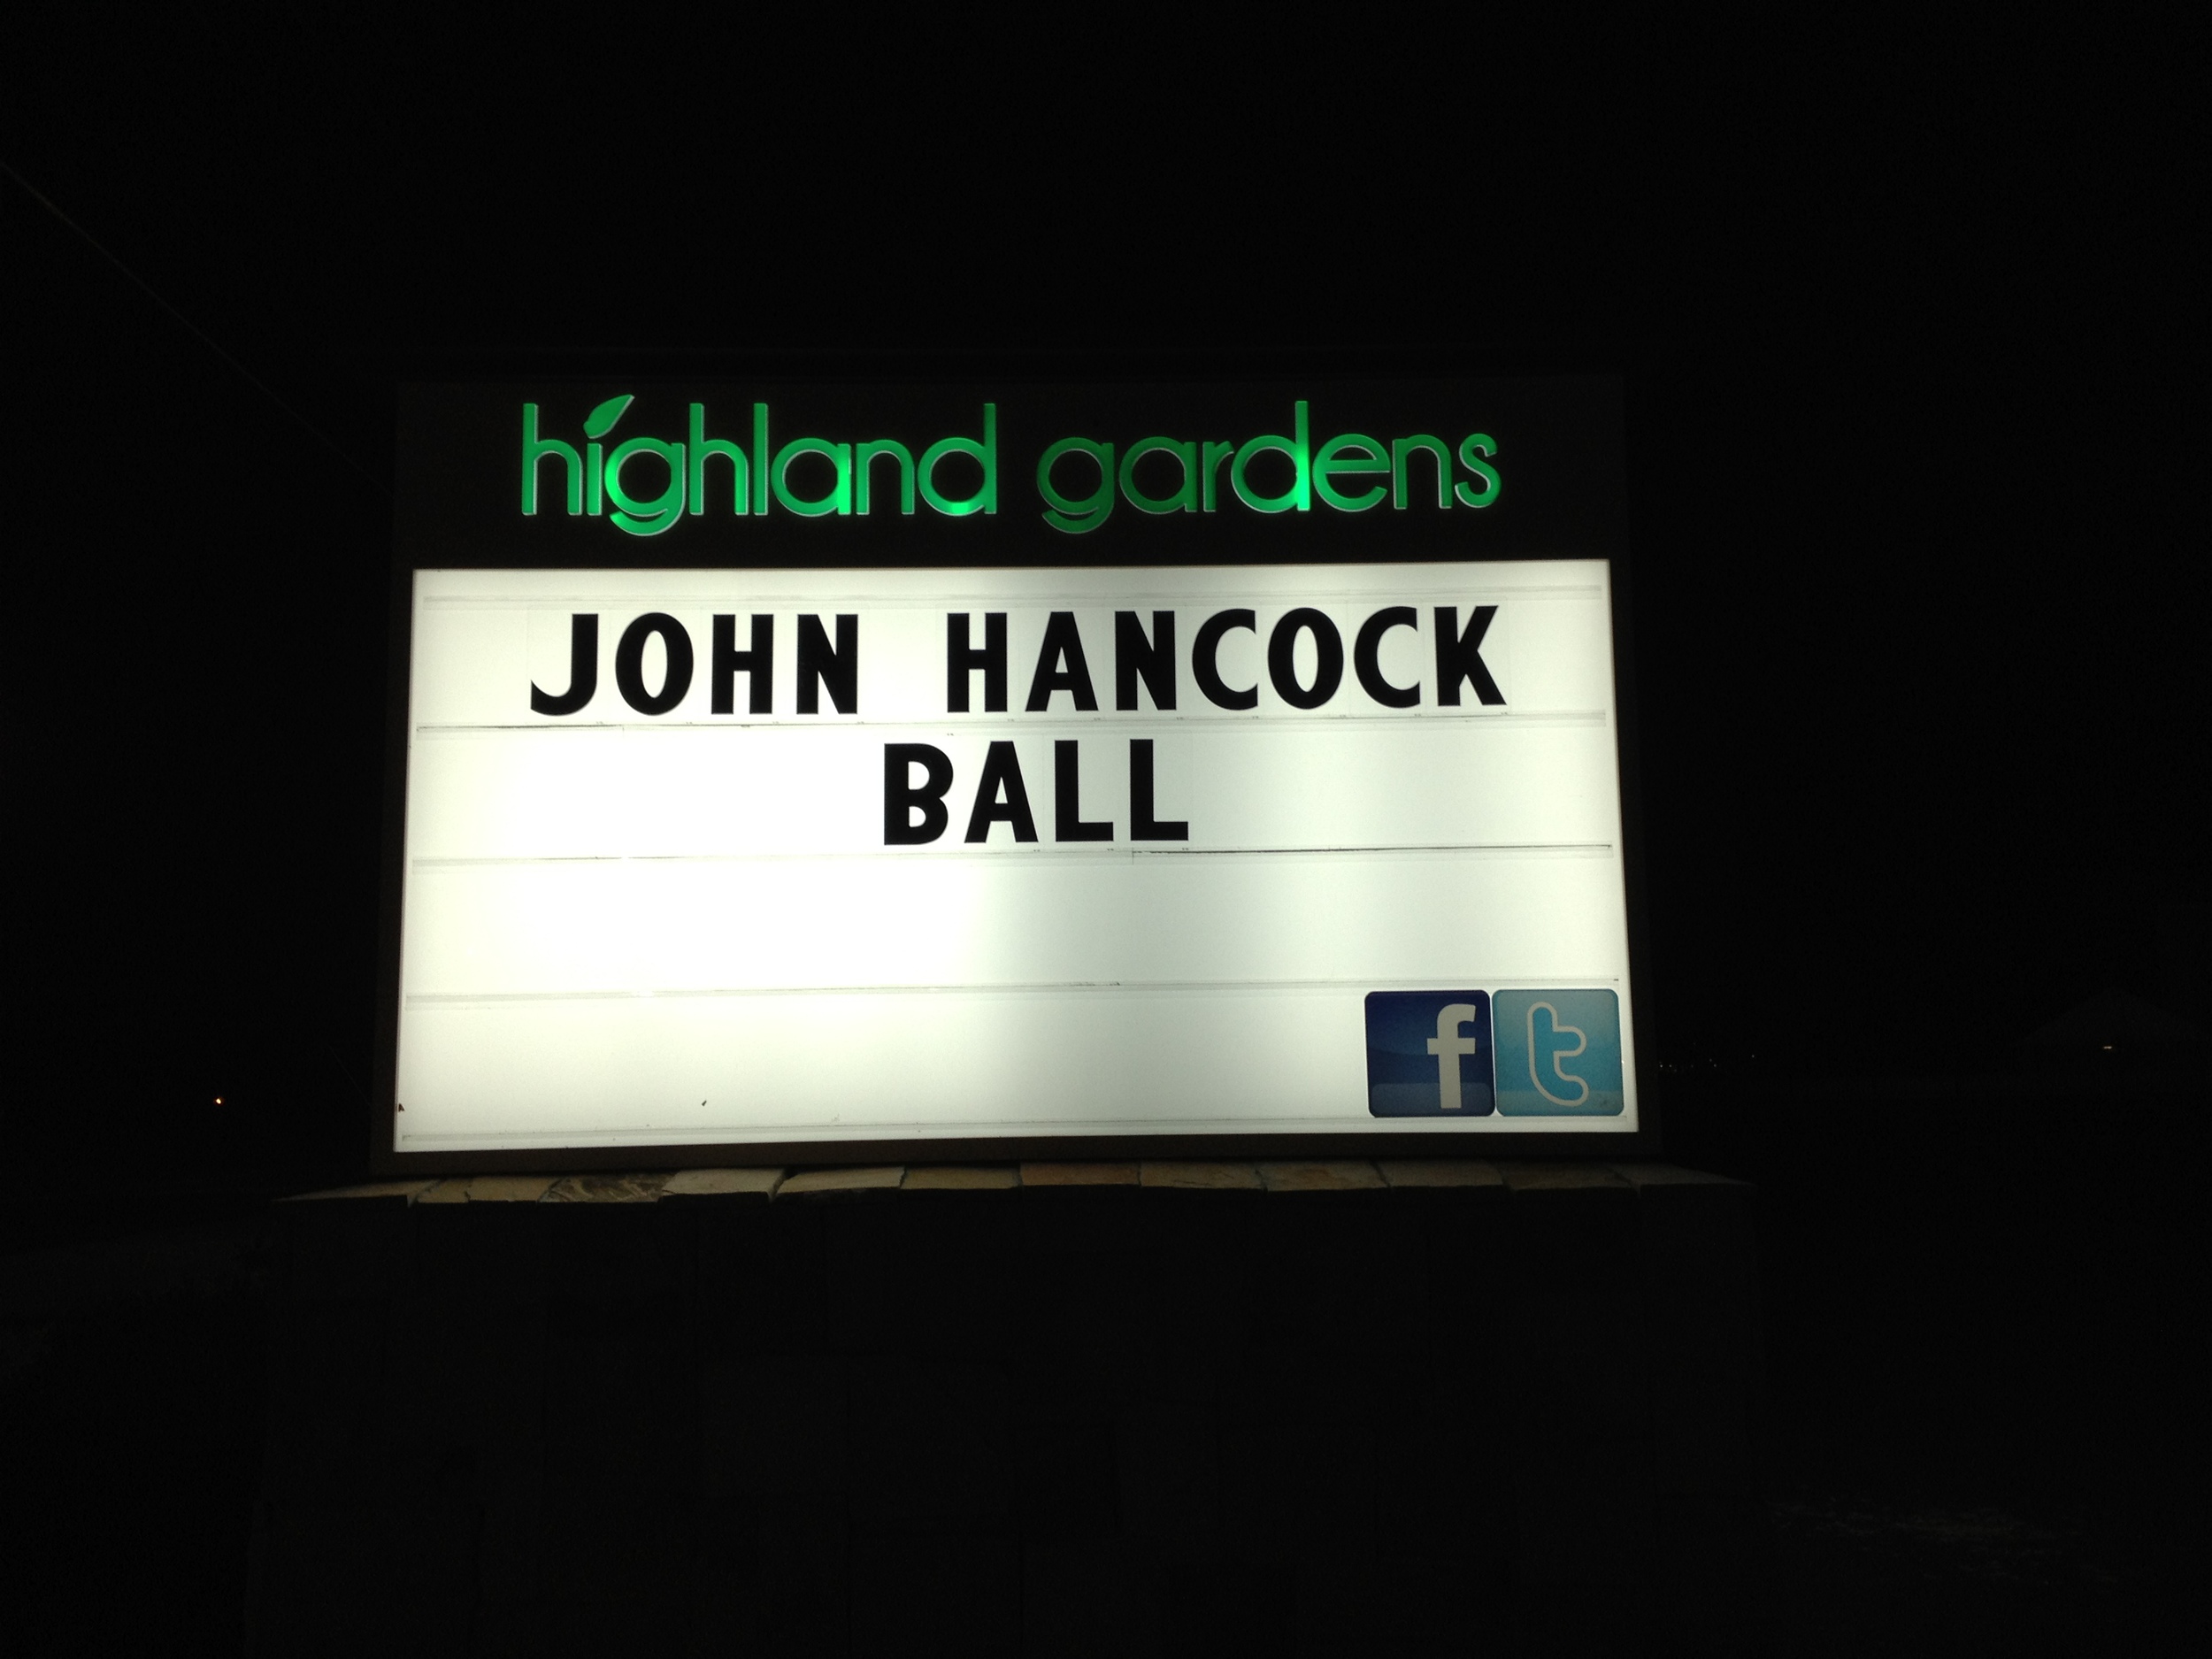 highland gardens
JOHN HANCOCK
BALL
f t